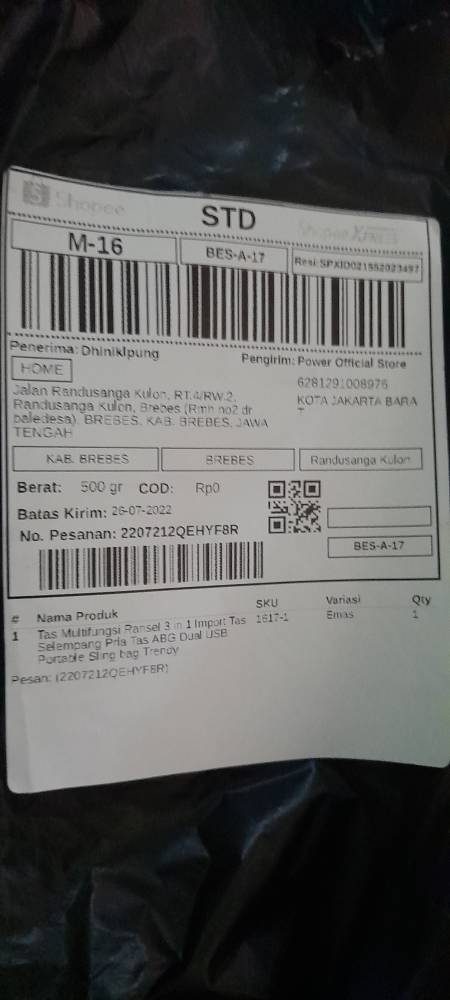 Shopee
STD
Shopee Xpress
M-16
BES-A-17
Resi: SPXID021552023497
Penerima: Dhiniklpung
Pengirim: Power Official Store
HOME
6281291008976
KOTA JAKARTA BARA
T
Jalan Randusanga Kulon, RT.4/RW.2,
Randusanga Kulon, Brebes (Rmh no2 dr
baledesa), BREBES, KAB. BREBES, JAWA
TENGAH
KAB. BREBES
BREBES
Randusanga Kulon
Berat: 500 gr COD: Rp0
Batas Kirim: 26-07-2022
No. Pesanan: 2207212QEHYF8R
BES-A-17
# Nama Produk SKU Variasi Qty
1 Tas Multifungsi Ransel 3 in 1 Import Tas 1617-1 Emas 1
Selempang Pria Tas ABG Dual USB
Portable Sling bag Trendy
Pesan: (2207212QEHYF8R)